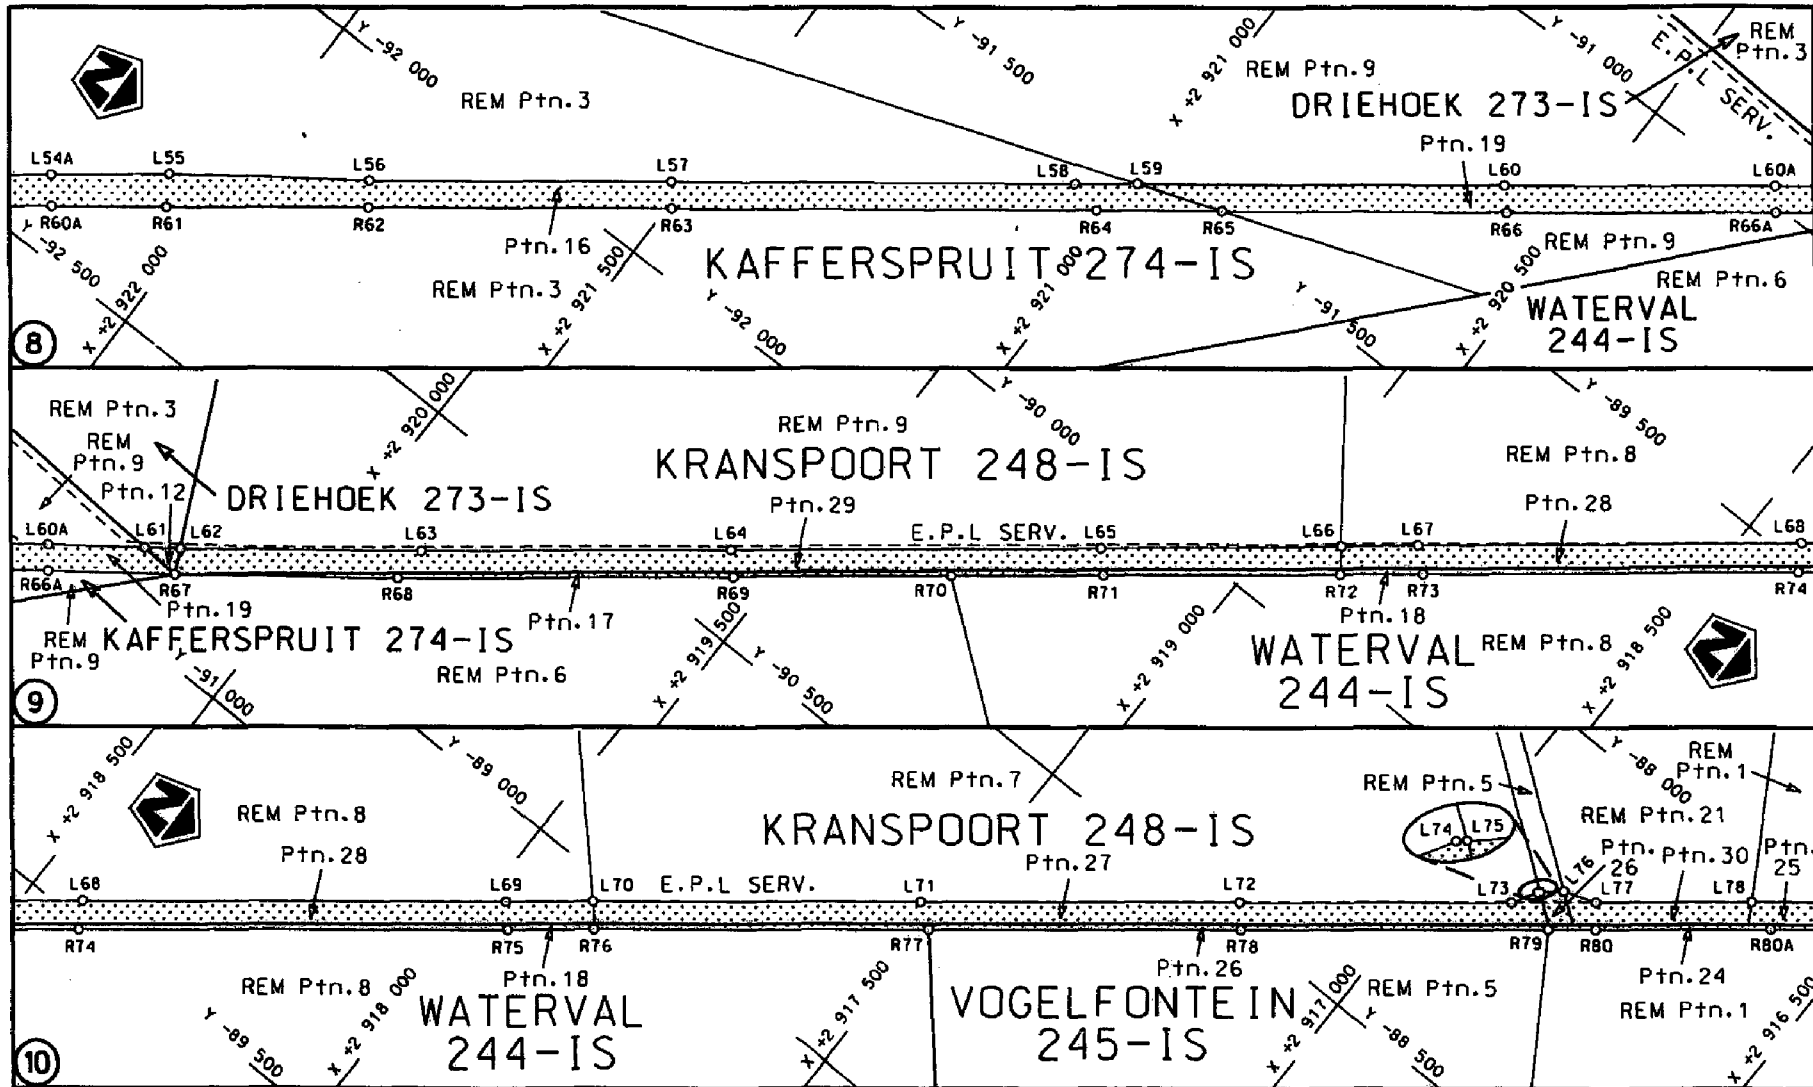 Y -92 000
Y -91 500
X +2 921 000
Y -91 000
REM
Ptn.3
E.P.L SERV.
REM Ptn.3
REM Ptn.9
DRIEHOEK 273-IS
Ptn.19
L54A L55 L56 L57 L58 L59 L60 L60A
R60A R61 R62 R63 R64 R65 R66 R66A
Ptn.16
Y -92 500
X +2 922 000
REM Ptn.3
X +2 921 500
KAFFERSPRUIT 274-IS
Y -92 000
X +2 921 000
Y -91 500
X +2 920 500
REM Ptn.9
REM Ptn.6
WATERVAL
244-IS
8
REM Ptn.3
REM
Ptn.9
Ptn.12
DRIEHOEK 273-IS
X +2 920 000
REM Ptn.9
Y -90 000
KRANSPOORT 248-IS
Ptn.29
Y -89 500
REM Ptn.8
Ptn.28
E.P.L SERV.
L60A L61 L62 L63 L64 L65 L66 L67 L68
R66A R67 R68 R69 R70 R71 R72 R73 R74
Ptn.19
Ptn.17
Ptn.18
REM
Ptn.9
KAFFERSPRUIT 274-IS
Y -91 000
REM Ptn.6
X +2 919 500
Y -90 500
X +2 919 000
WATERVAL
244-IS
REM Ptn.8
X +2 918 500
9
X +2 918 500
Y -89 000
REM Ptn.8
Ptn.28
REM Ptn.7
KRANSPOORT 248-IS
Ptn.27
REM Ptn.5
L74 L75
Y -88 000
REM
Ptn.1
REM Ptn.21
Ptn.
26
Ptn.30
Ptn.
25
E.P.L SERV.
L68 L69 L70 L71 L72 L73 L76 L77 L78
R74 R75 R76 R77 R78 R79 R80 R80A
Ptn.18
Ptn.26
Ptn.24
REM Ptn.8
Y -89 500
X +2 918 000
WATERVAL
244-IS
X +2 917 500
VOGELFONTEIN
245-IS
X +2 917 000
REM Ptn.5
Y -88 500
REM Ptn.1
X +2 916 500
10